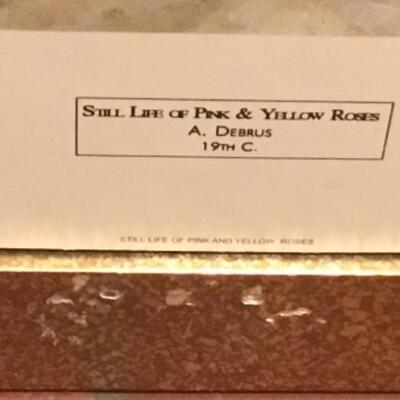 Still Life of Pink & Yellow Roses
A. Debrus
19th C.
STILL LIFE OF PINK AND YELLOW ROSES